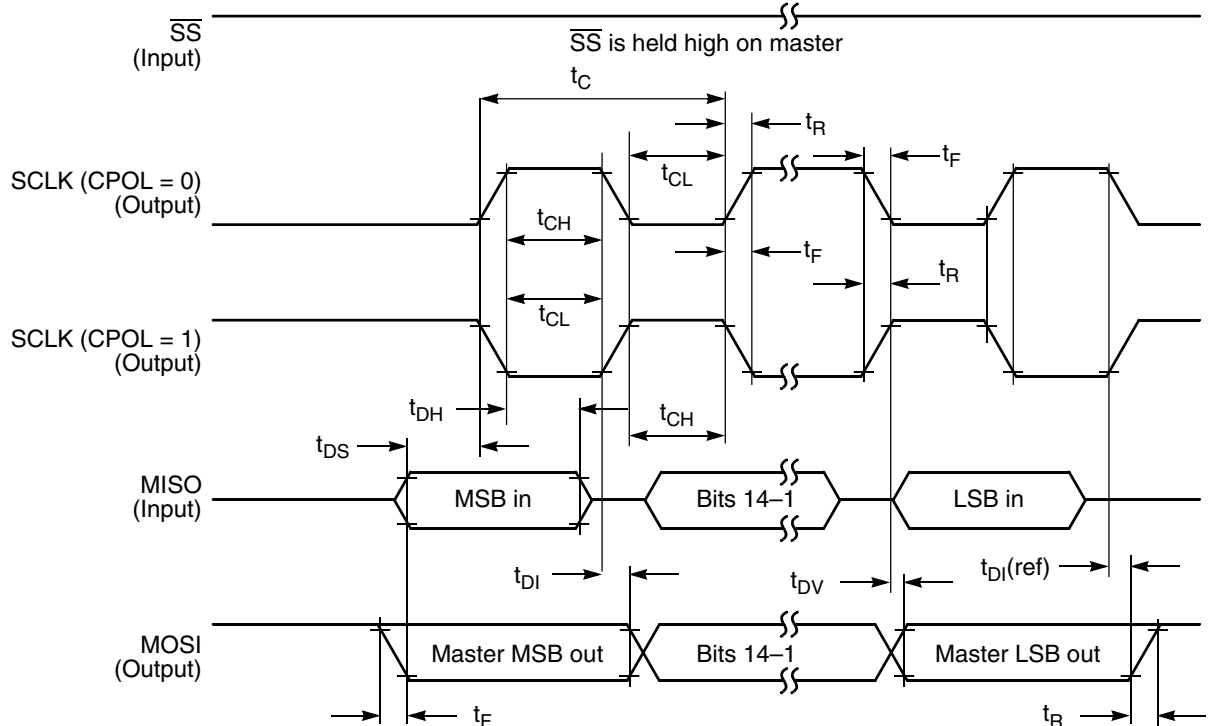 SS
(Input)
SS is held high on master
tC
tR
tF
SCLK (CPOL = 0)
(Output)
tCL
tCH
tF
tR
tCL
SCLK (CPOL = 1)
(Output)
tDH
tCH
tDS
MISO
(Input)
MSB in
Bits 14–1
LSB in
tDI
tDV
tDI(ref)
MOSI
(Output)
Master MSB out
Bits 14–1
Master LSB out
tF
tR